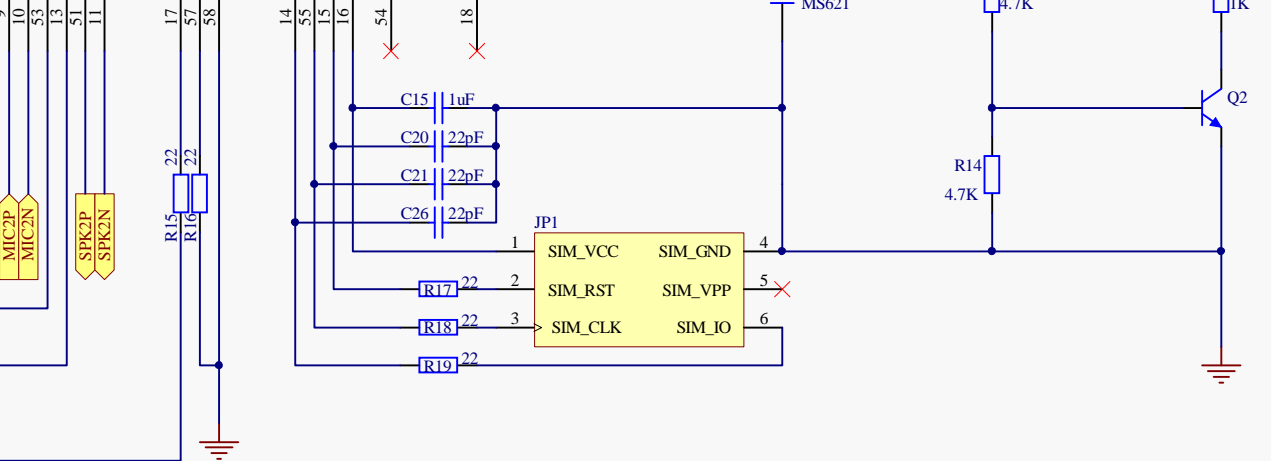 10
53
13
51
11
17
57
58
14
55
15
16
54
18
MS621
4.7K
1K
C15 1uF
C20 22pF
C21 22pF
C26 22pF
Q2
R14
4.7K
22
22
R15
R16
MIC2P
MIC2N
SPK2P
SPK2N
JP1
1 SIM_VCC SIM_GND 4
R17 22 2 SIM_RST SIM_VPP 5
R18 22 3 SIM_CLK SIM_IO 6
R19 22